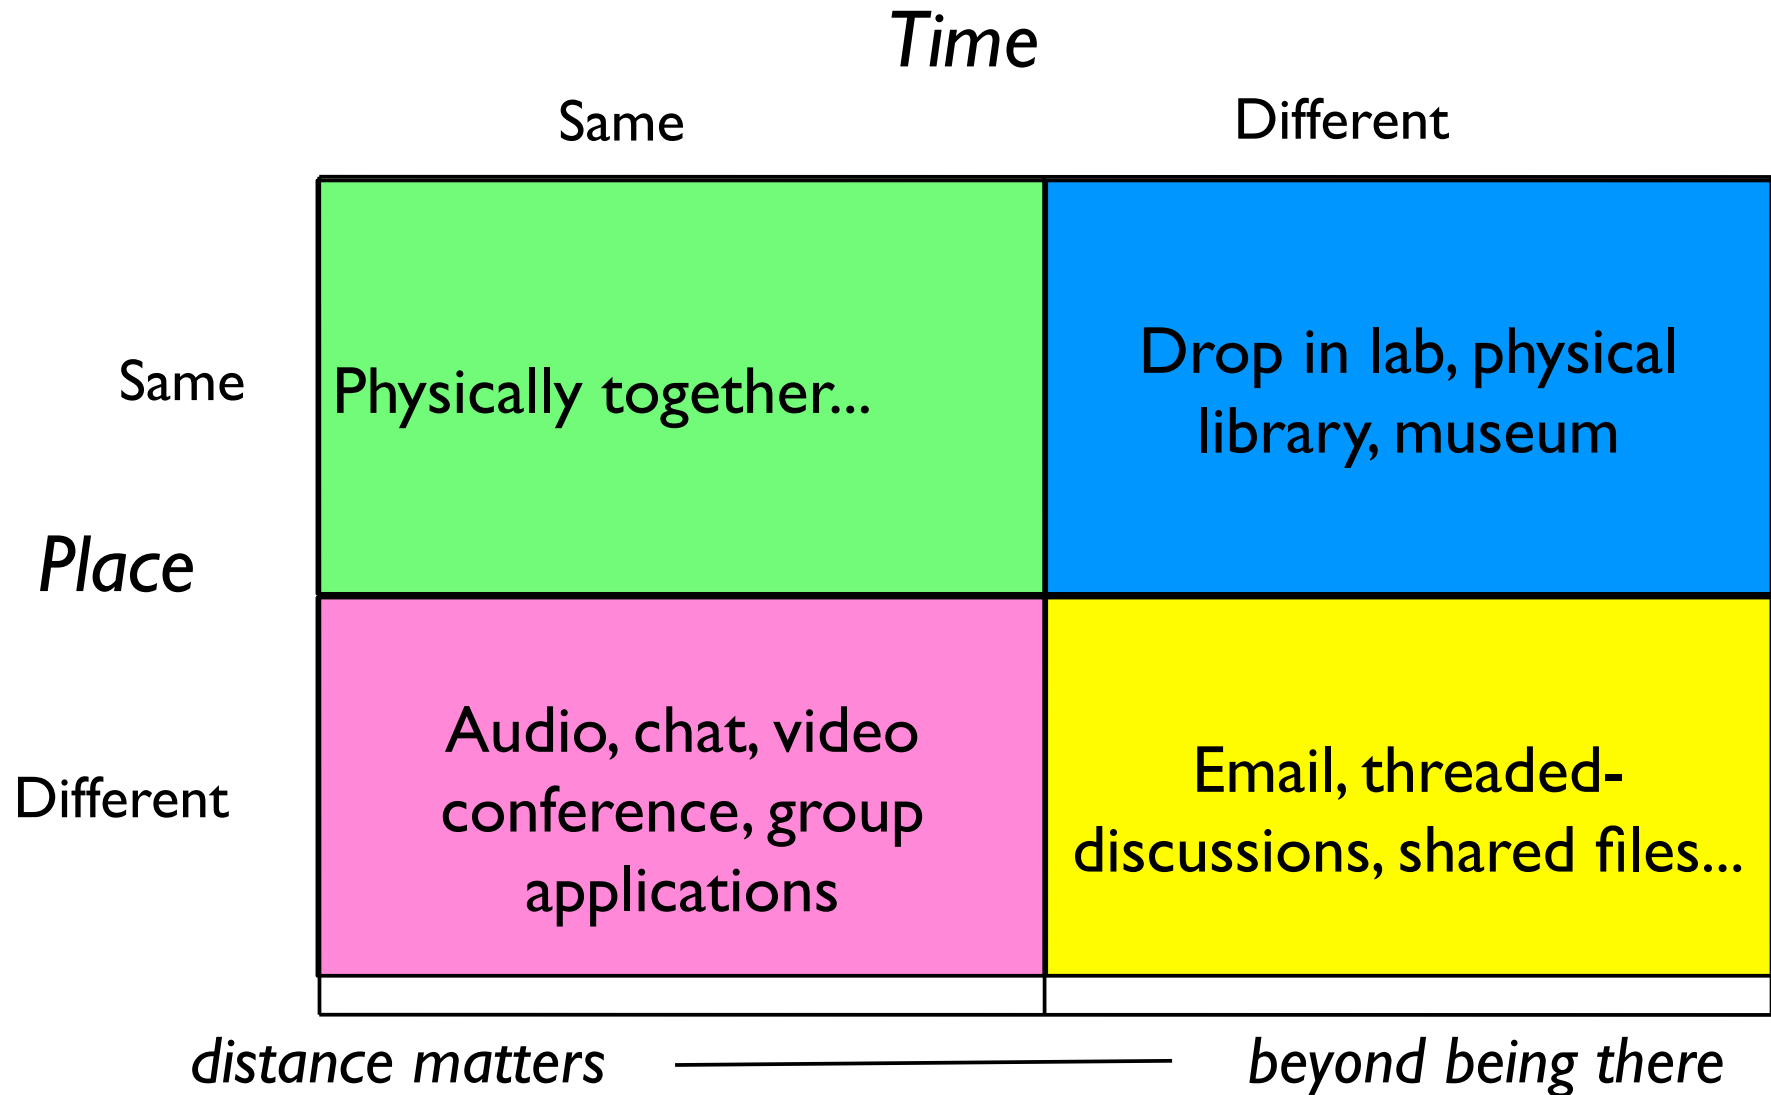 Time
Same
Different
Same
Physically together...
Drop in lab, physical
library, museum
Place
Different
Audio, chat, video
conference, group
applications
Email, threaded-
discussions, shared files...
distance matters
beyond being there